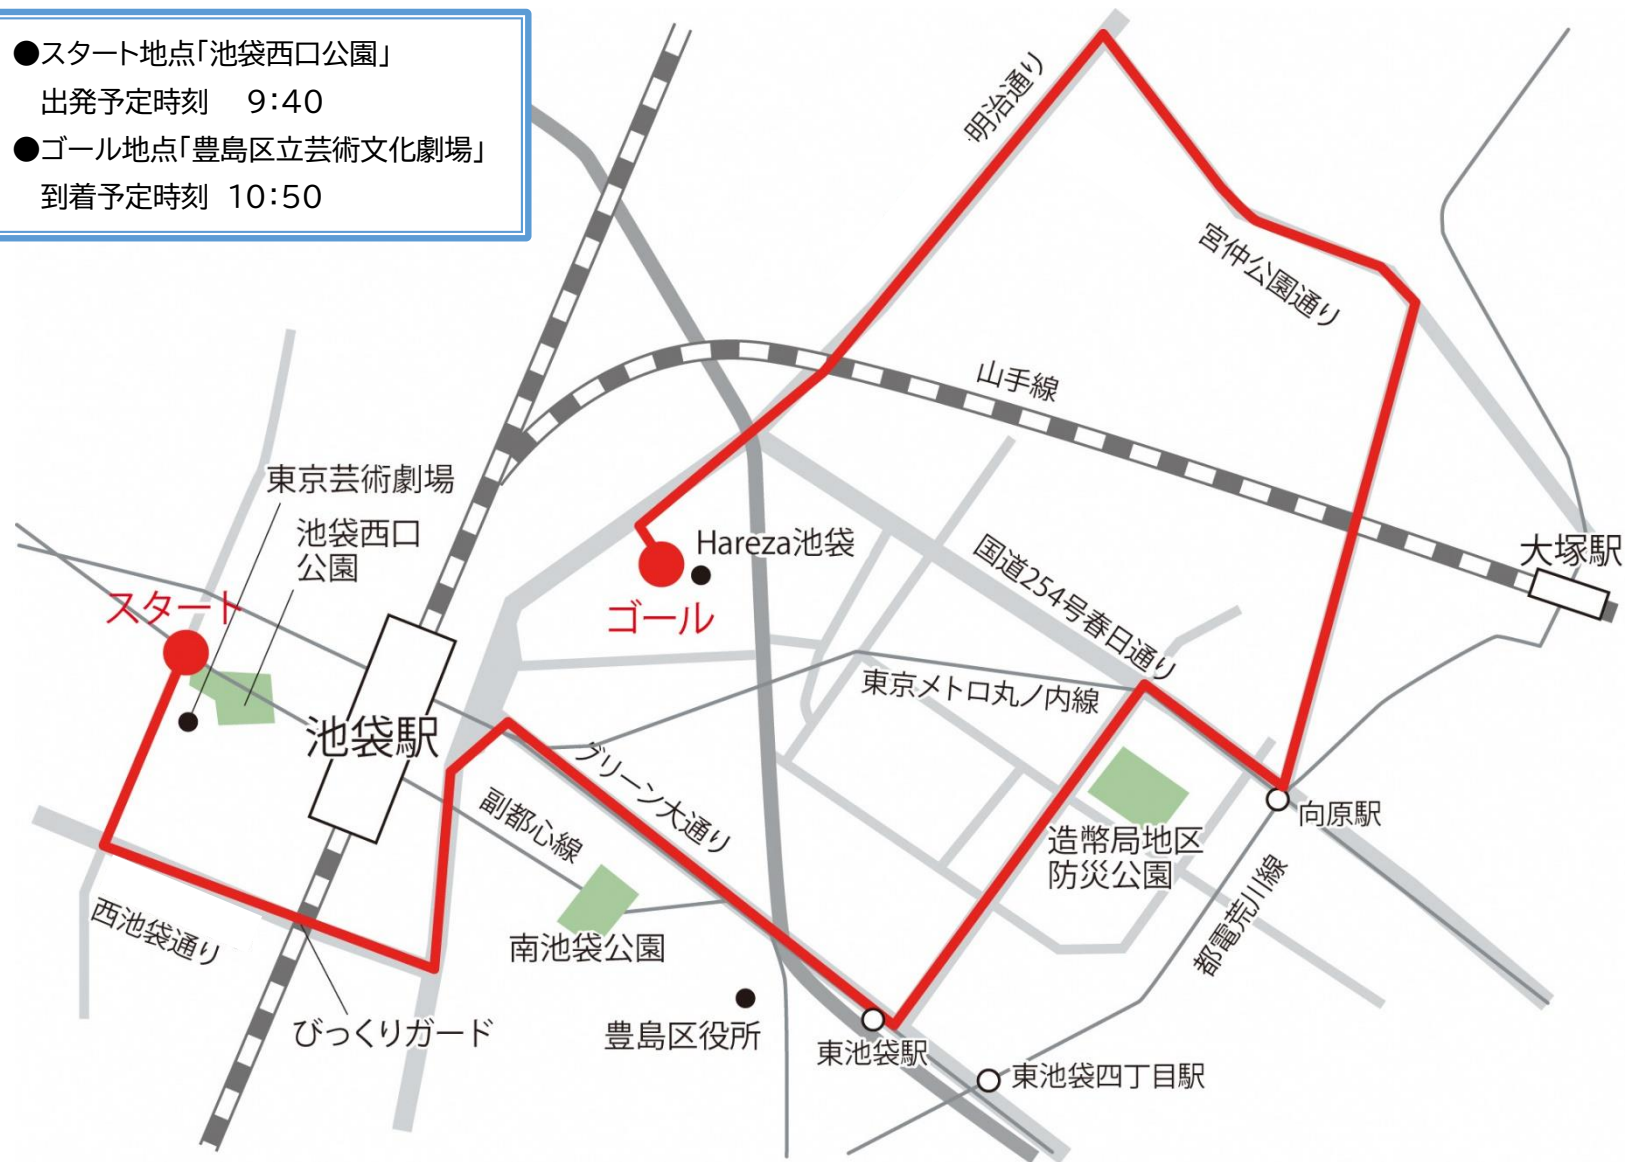 ●スタート地点「池袋西口公園」
出発予定時刻　9:40
●ゴール地点「豊島区立芸術文化劇場」
到着予定時刻　10:50
明治通り
宮仲公園通り
山手線
東京芸術劇場
池袋西口
公園
スタート
Hareza池袋
ゴール
国道254号春日通り
大塚駅
東京メトロ丸ノ内線
池袋駅
グリーン大通り
副都心線
向原駅
造幣局地区
防災公園
西池袋通り
南池袋公園
都電荒川線
びっくりガード
豊島区役所
東池袋駅
東池袋四丁目駅